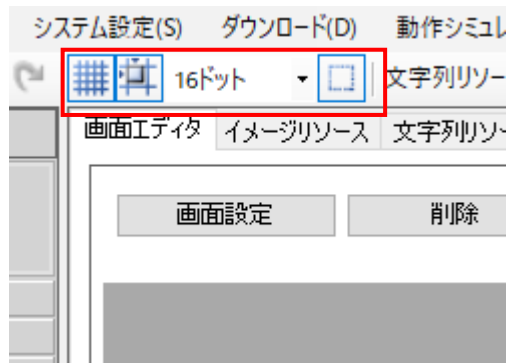 システム設定(S) ダウンロード(D) 動作シミュレ
16ドット 文字列リソー
画面エディタ イメージリソース 文字列リソー
画面設定 削除